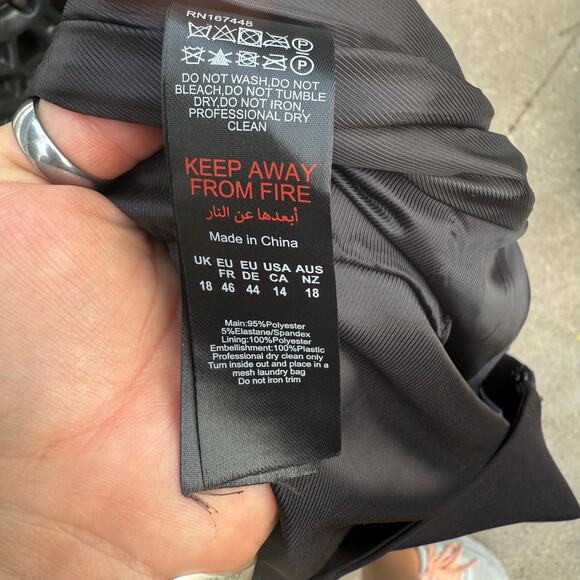 RN167448
DO NOT WASH,DO NOT
BLEACH,DO NOT TUMBLE
DRY,DO NOT IRON,
PROFESSIONAL DRY
CLEAN
KEEP AWAY
FROM FIRE
أبعدها عن النار
Made in China
UK EU EU USA AUS
FR DE CA NZ
18 46 44 14 18
Main:95%Polyester
5%Elastane/Spandex
Lining:100%Polyester
Embellishment:100%Plastic
Professional dry clean only
Turn inside out and place in a
mesh laundry bag
Do not iron trim